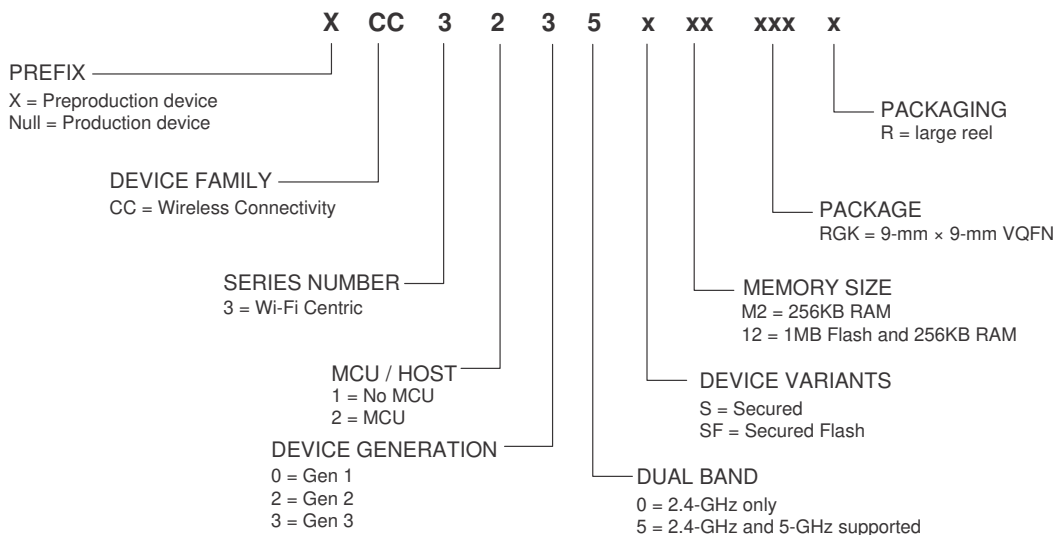 X CC 3 2 3 5 x xx xxx x
PREFIX
X = Preproduction device
Null = Production device
PACKAGING
R = large reel
DEVICE FAMILY
CC = Wireless Connectivity
PACKAGE
RGK = 9-mm × 9-mm VQFN
SERIES NUMBER
3 = Wi-Fi Centric
MEMORY SIZE
M2 = 256KB RAM
12 = 1MB Flash and 256KB RAM
MCU / HOST
1 = No MCU
2 = MCU
DEVICE VARIANTS
S = Secured
SF = Secured Flash
DEVICE GENERATION
0 = Gen 1
2 = Gen 2
3 = Gen 3
DUAL BAND
0 = 2.4-GHz only
5 = 2.4-GHz and 5-GHz supported